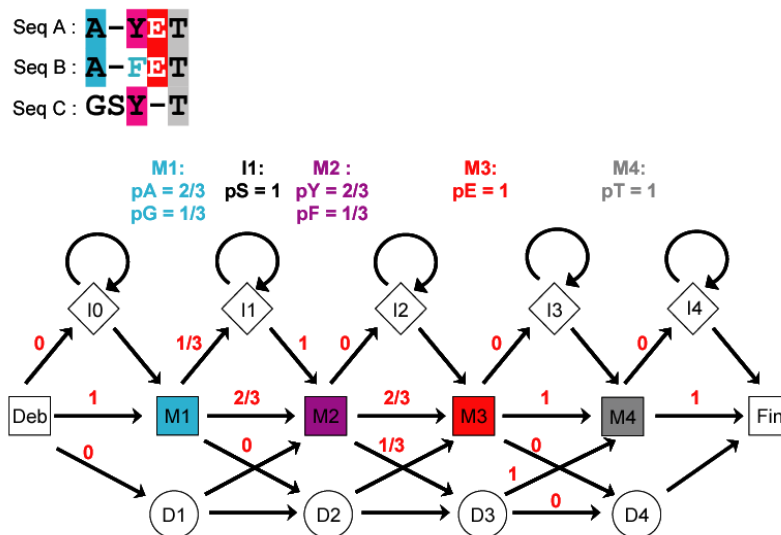 Seq A : A-YET
Seq B : A-FET
Seq C : GSY-T
M1: I1: M2 : M3: M4:
pA = 2/3 pS = 1 pY = 2/3 pE = 1 pT = 1
pG = 1/3 pF = 1/3
I0 I1 I2 I3 I4
0 1/3 1 0 0 0
1 2/3 2/3 1 1
Deb M1 M2 M3 M4 Fin
0 0 1/3 1 0
0
D1 D2 D3 D4